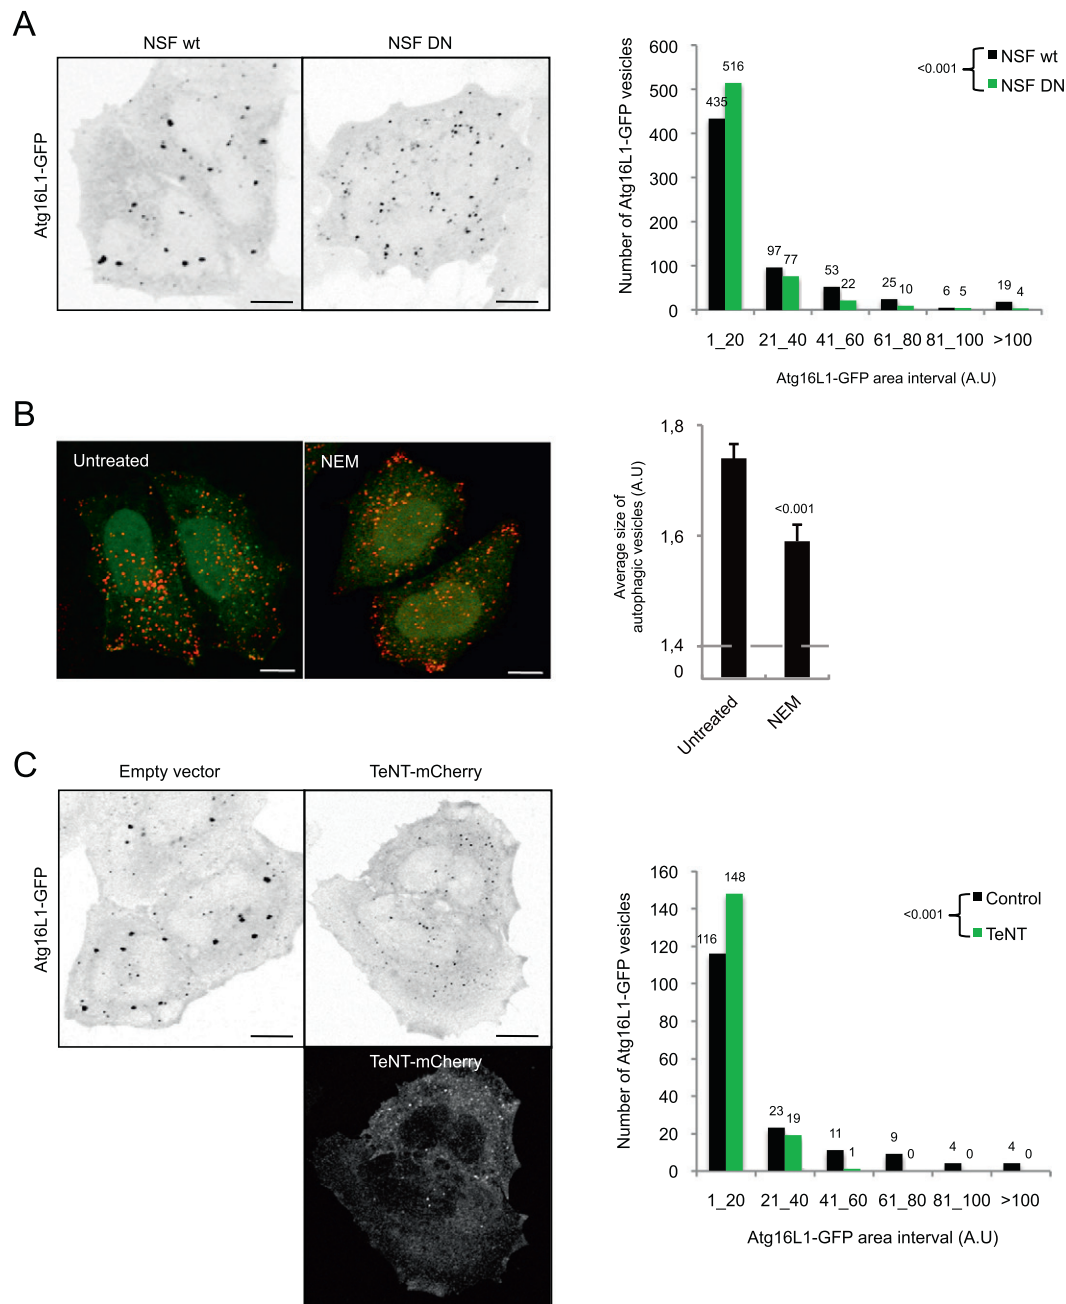 A
NSF wt
NSF DN
Atg16L1-GFP
Number of Atg16L1-GFP vesicles
600
500
400
300
200
100
0
435
516
97
77
53
22
25
10
6
5
19
4
<0.001
NSF wt
NSF DN
1_20
21_40
41_60
61_80
81_100
>100
Atg16L1-GFP area interval (A.U)
B
Untreated
NEM
Average size of
autophagic vesicles (A.U)
1,8
1,6
1,4
0
<0.001
Untreated
NEM
C
Empty vector
TeNT-mCherry
Atg16L1-GFP
TeNT-mCherry
Number of Atg16L1-GFP vesicles
160
140
120
100
80
60
40
20
0
116
148
23
19
11
1
9
0
4
0
4
0
<0.001
Control
TeNT
1_20
21_40
41_60
61_80
81_100
>100
Atg16L1-GFP area interval (A.U)